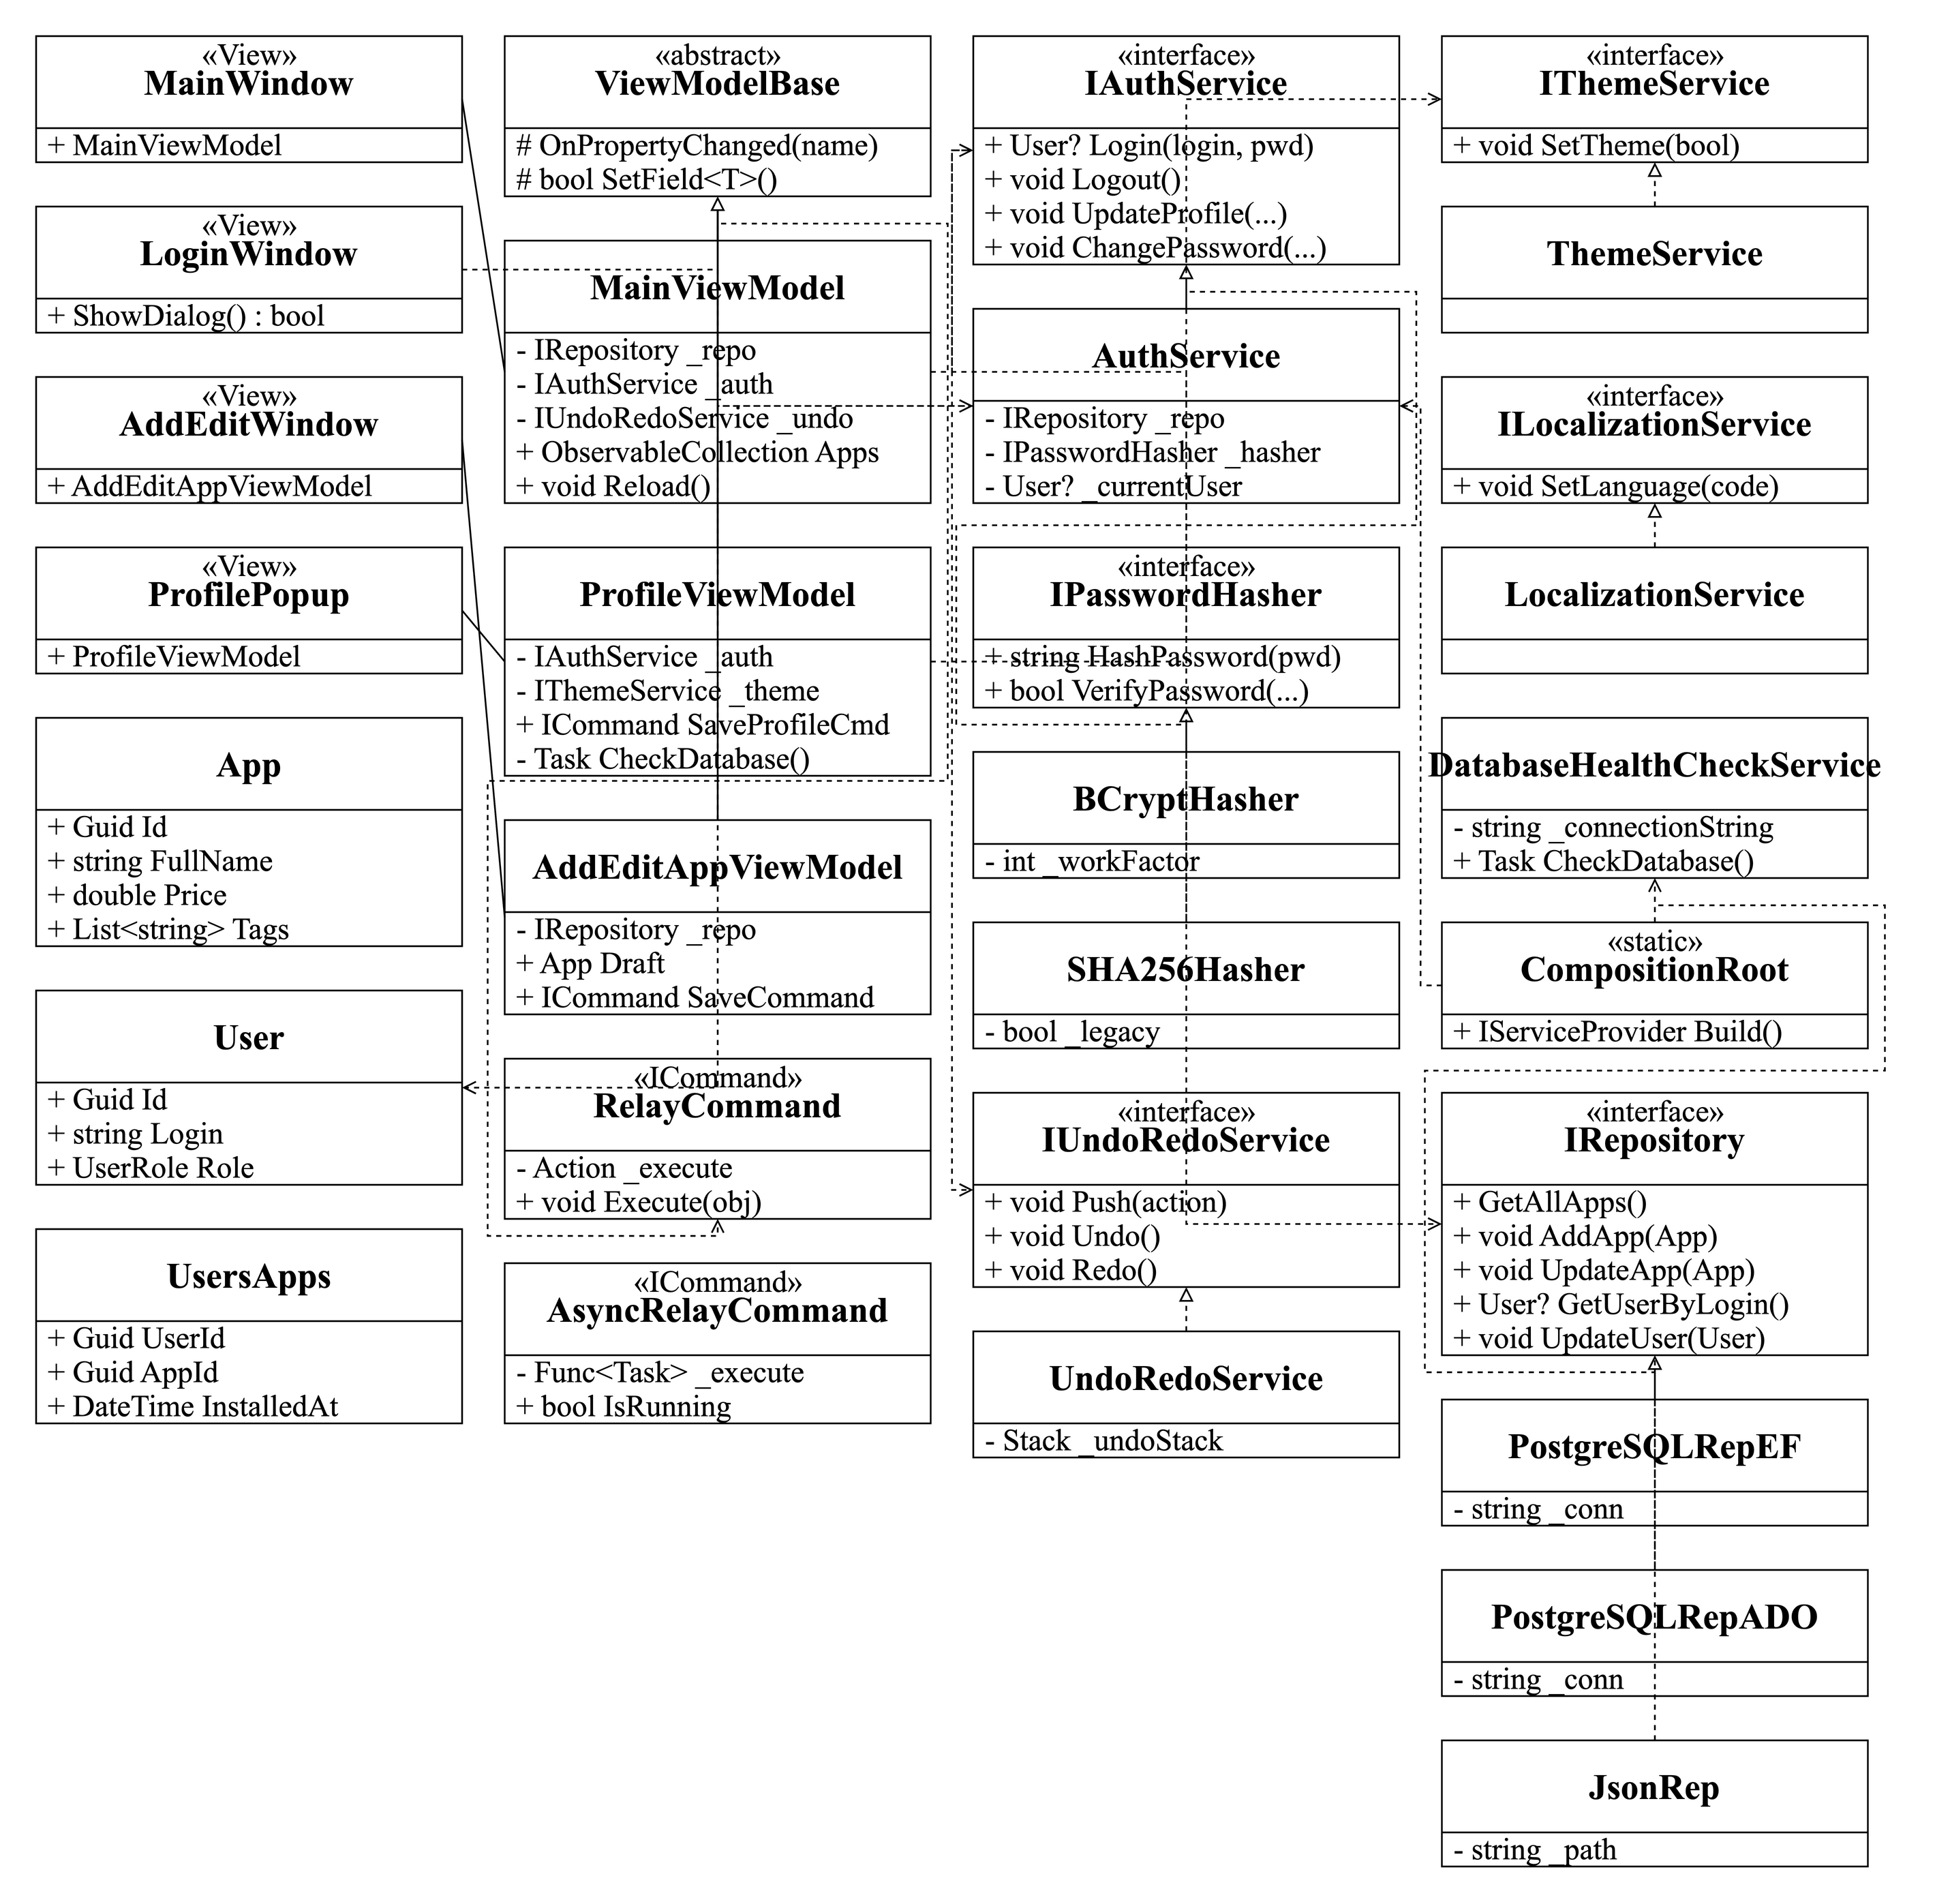 «View»
MainWindow
+ MainViewModel
«View»
LoginWindow
+ ShowDialog() : bool
«View»
AddEditWindow
+ AddEditAppViewModel
«View»
ProfilePopup
+ ProfileViewModel
App
+ Guid Id
+ string FullName
+ double Price
+ List<string> Tags
User
+ Guid Id
+ string Login
+ UserRole Role
UsersApps
+ Guid UserId
+ Guid AppId
+ DateTime InstalledAt
«abstract»
ViewModelBase
# OnPropertyChanged(name)
# bool SetField<T>()
MainViewModel
- IRepository _repo
- IAuthService _auth
- IUndoRedoService _undo
+ ObservableCollection Apps
+ void Reload()
ProfileViewModel
- IAuthService _auth
- IThemeService _theme
+ ICommand SaveProfileCmd
- Task CheckDatabase()
AddEditAppViewModel
- IRepository _repo
+ App Draft
+ ICommand SaveCommand
«ICommand»
RelayCommand
- Action _execute
+ void Execute(obj)
«ICommand»
AsyncRelayCommand
- Func<Task> _execute
+ bool IsRunning
«interface»
IAuthService
+ User? Login(login, pwd)
+ void Logout()
+ void UpdateProfile(...)
+ void ChangePassword(...)
AuthService
- IRepository _repo
- IPasswordHasher _hasher
- User? _currentUser
«interface»
IPasswordHasher
+ string HashPassword(pwd)
+ bool VerifyPassword(...)
BCryptHasher
- int _workFactor
SHA256Hasher
- bool _legacy
«interface»
IUndoRedoService
+ void Push(action)
+ void Undo()
+ void Redo()
UndoRedoService
- Stack _undoStack
«interface»
IThemeService
+ void SetTheme(bool)
ThemeService
«interface»
ILocalizationService
+ void SetLanguage(code)
LocalizationService
DatabaseHealthCheckService
- string _connectionString
+ Task CheckDatabase()
«static»
CompositionRoot
+ IServiceProvider Build()
«interface»
IRepository
+ GetAllApps()
+ void AddApp(App)
+ void UpdateApp(App)
+ User? GetUserByLogin()
+ void UpdateUser(User)
PostgreSQLRepEF
- string _conn
PostgreSQLRepADO
- string _conn
JsonRep
- string _path